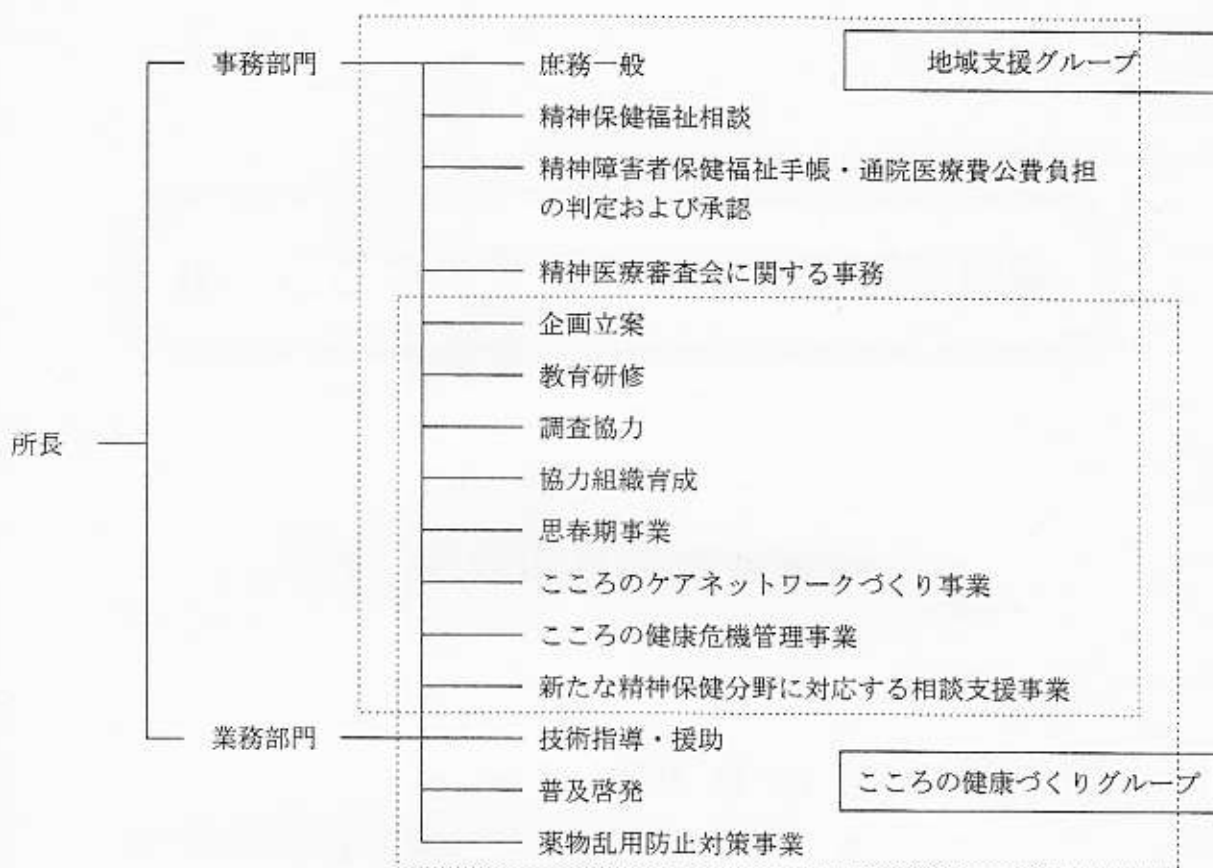 事務部門
庶務一般
地域支援グループ
精神保健福祉相談
精神障害者保健福祉手帳・通院医療費公費負担
の判定および承認
精神医療審査会に関する事務
企画立案
教育研修
調査協力
所長
協力組織育成
思春期事業
こころのケアネットワークづくり事業
こころの健康危機管理事業
新たな精神保健分野に対応する相談支援事業
業務部門
技術指導・援助
普及啓発
こころの健康づくりグループ
薬物乱用防止対策事業